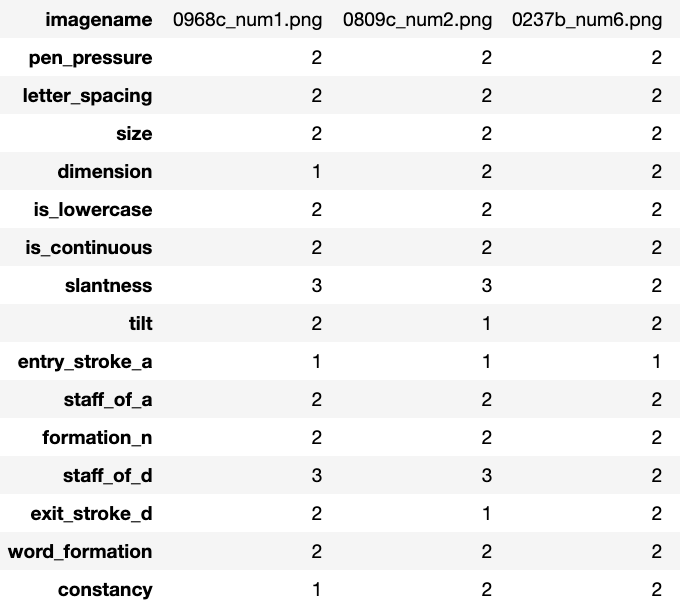 imagename 0968c_num1.png 0809c_num2.png 0237b_num6.png
pen_pressure 2 2 2
letter_spacing 2 2 2
size 2 2 2
dimension 1 2 2
is_lowercase 2 2 2
is_continuous 2 2 2
slantness 3 3 2
tilt 2 1 2
entry_stroke_a 1 1 1
staff_of_a 2 2 2
formation_n 2 2 2
staff_of_d 3 3 2
exit_stroke_d 2 1 2
word_formation 2 2 2
constancy 1 2 2